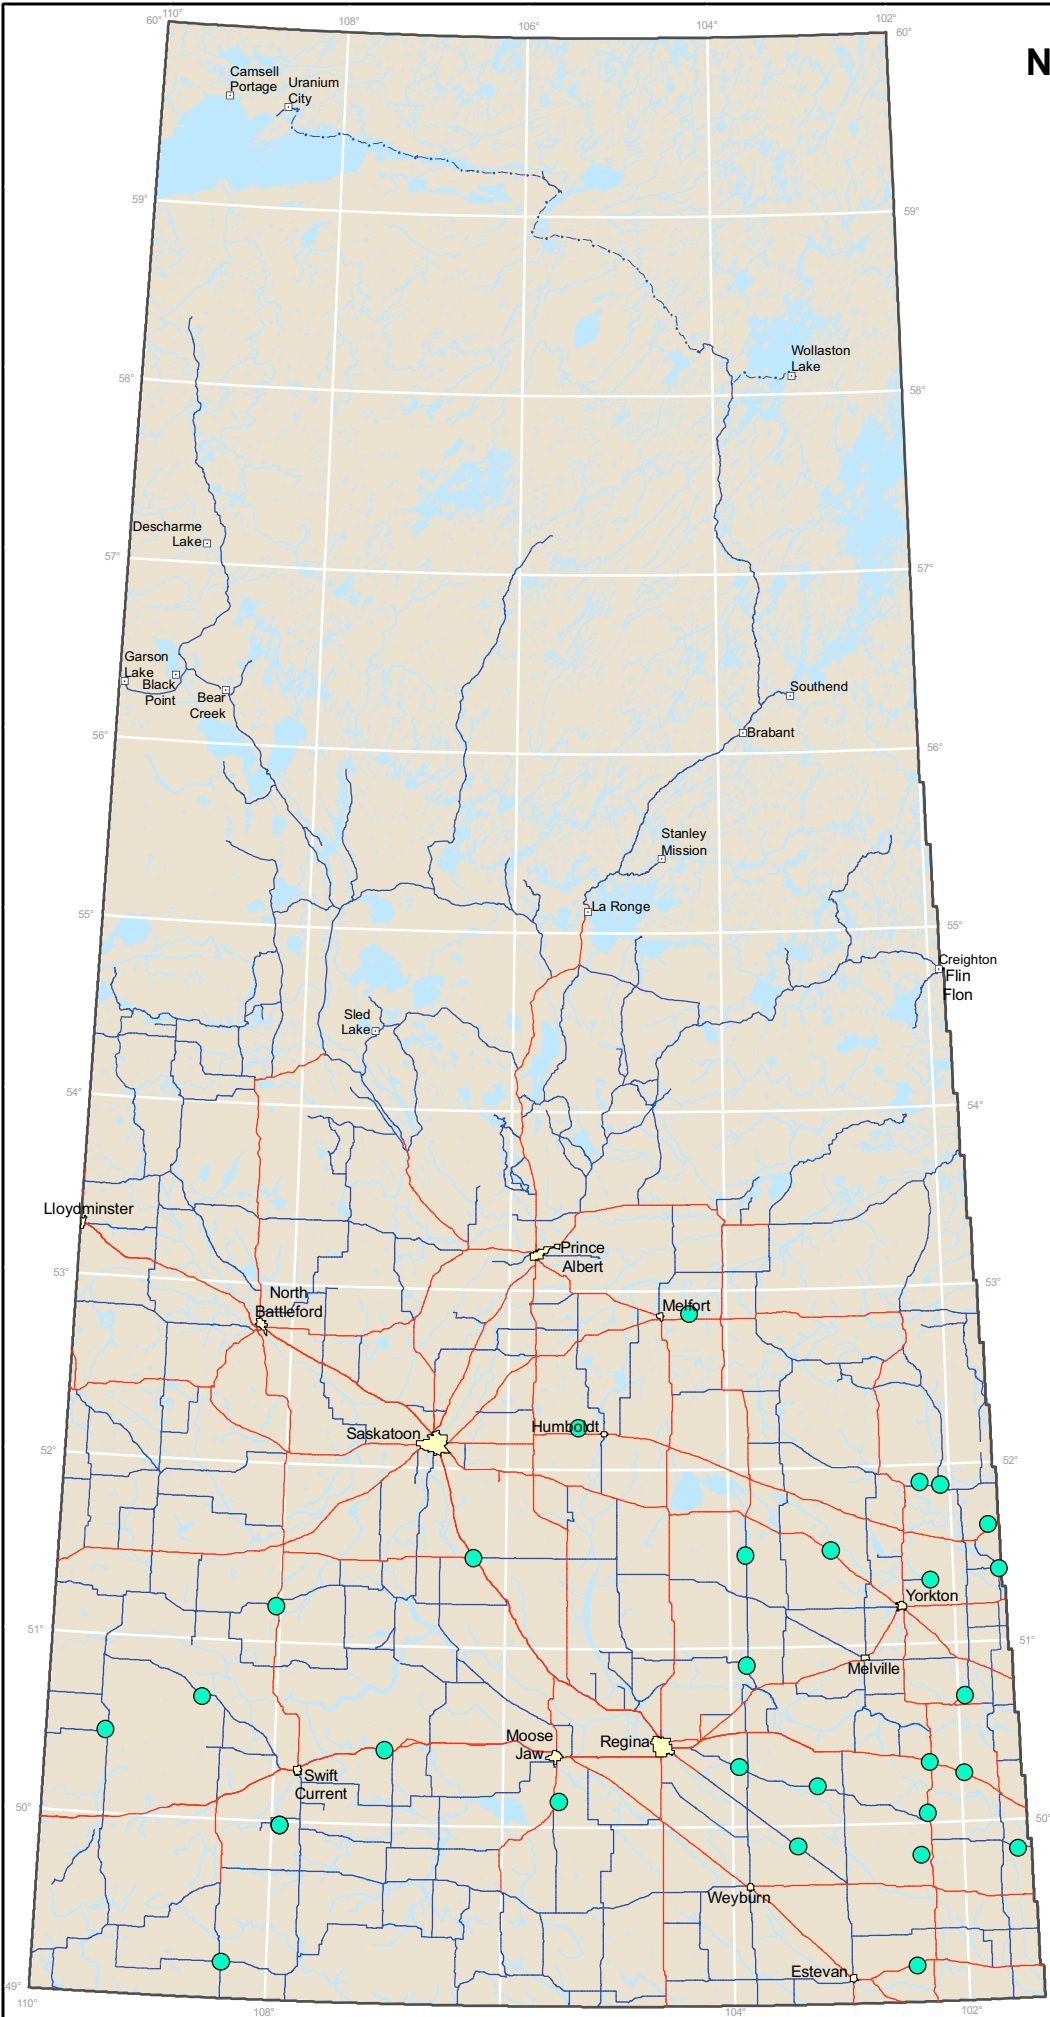 60°
110°
108°
106°
104°
102°
60°
N
Camsell
Portage
Uranium
City
59°
59°
Wollaston
Lake
58°
58°
Descharme
Lake
57°
57°
Garson
Lake
Black
Point
Bear
Creek
Southend
Brabant
56°
56°
Stanley
Mission
La Ronge
55°
55°
Creighton
Flin
Flon
Sled
Lake
54°
54°
Lloydminster
Prince
Albert
53°
53°
North
Battleford
Melfort
Saskatoon
Humboldt
52°
52°
Yorkton
51°
51°
Melville
Moose
Jaw
Regina
Swift
Current
50°
50°
Weyburn
Estevan
49°
110°
108°
104°
102°